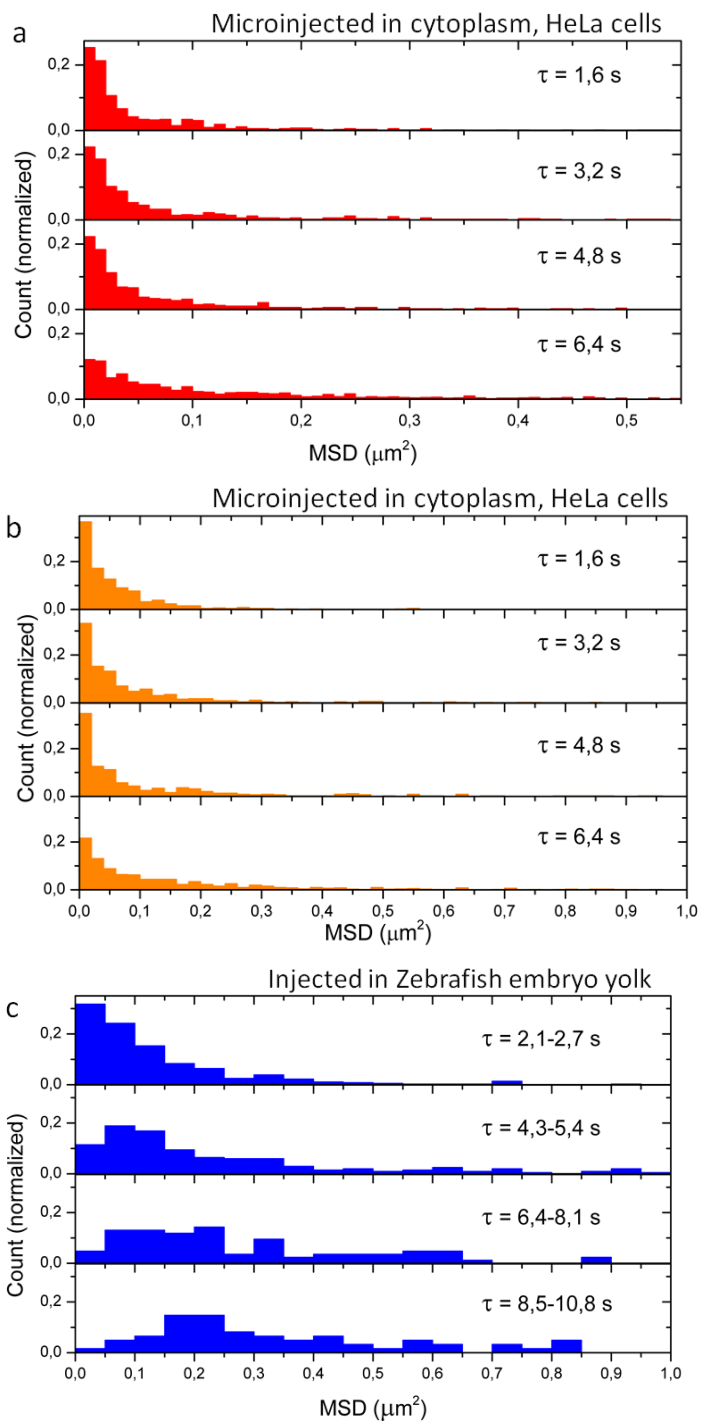 a
Microinjected in cytoplasm, HeLa cells
Count (normalized)
0,2
τ = 1,6 s
0,0
0,2
τ = 3,2 s
0,0
0,2
τ = 4,8 s
0,0
0,2
τ = 6,4 s
0,0
0,0 0,1 0,2 0,3 0,4 0,5
MSD (μm²)
b
Microinjected in cytoplasm, HeLa cells
Count (normalized)
0,2
τ = 1,6 s
0,0
0,2
τ = 3,2 s
0,0
0,2
τ = 4,8 s
0,0
0,2
τ = 6,4 s
0,0
0,0 0,1 0,2 0,3 0,4 0,5 0,6 0,7 0,8 0,9 1,0
MSD (μm²)
c
Injected in Zebrafish embryo yolk
Count (normalized)
0,2
τ = 2,1-2,7 s
0,0
0,2
τ = 4,3-5,4 s
0,0
0,2
τ = 6,4-8,1 s
0,0
0,2
τ = 8,5-10,8 s
0,0
0,0 0,1 0,2 0,3 0,4 0,5 0,6 0,7 0,8 0,9 1,0
MSD (μm²)